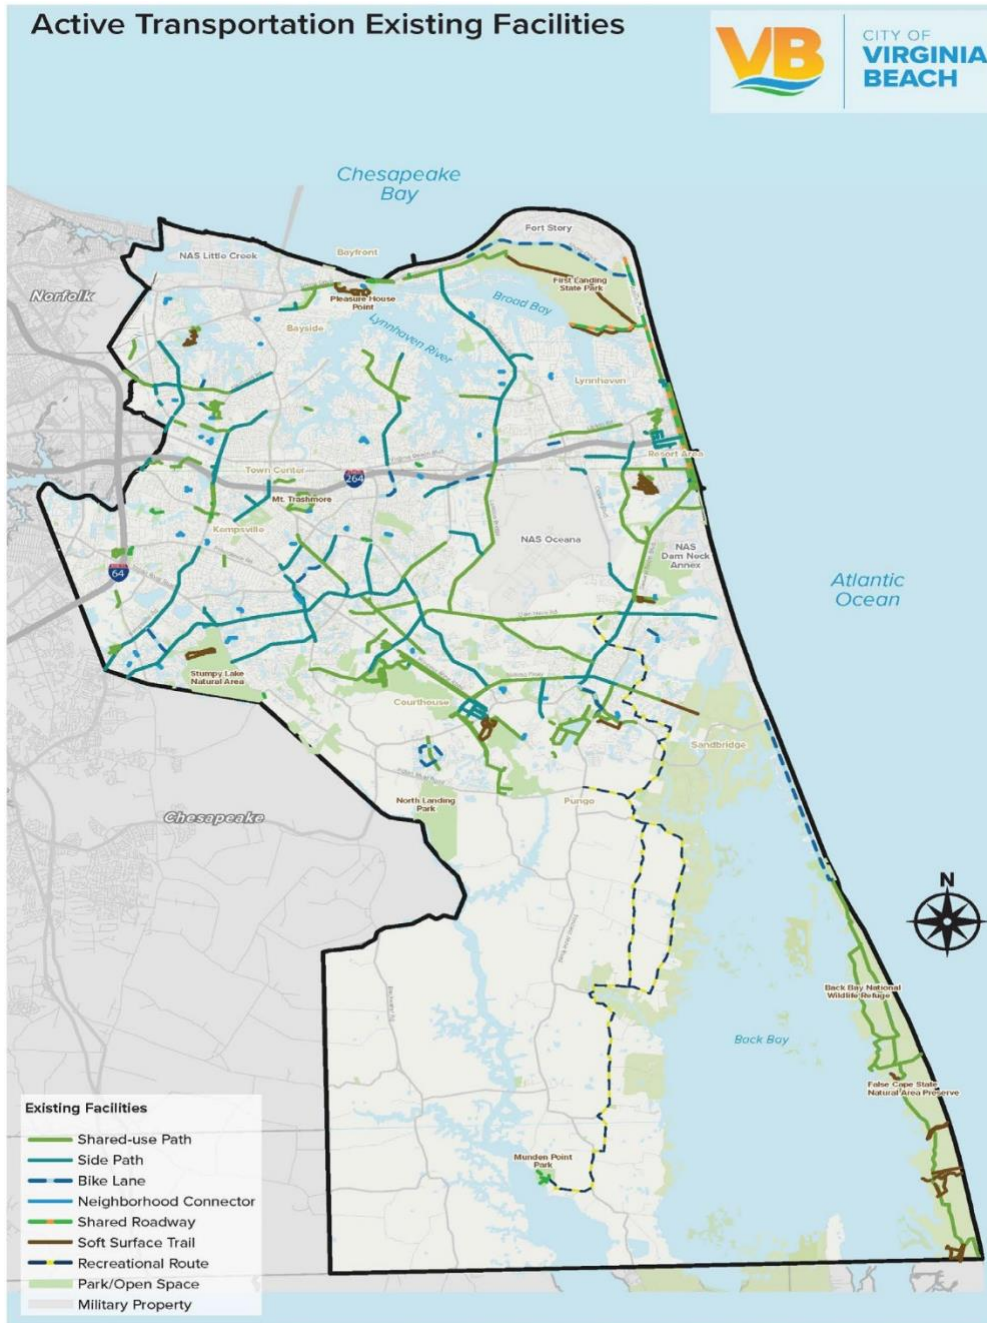 Active Transportation Existing Facilities
VB
CITY OF
VIRGINIA
BEACH
Chesapeake
Bay
Fort Story
NAS Little Creek
Bayfront
Norfolk
Pleasure House
Point
First Landing
State Park
Broad Bay
Bayside
Lynnhaven River
Lynnhaven
Resort Area
Town Center
264
Mt. Trashmore
Kempsville
NAS Oceana
NAS
Dam Neck
Annex
64
Atlantic
Ocean
Stumpy Lake
Natural Area
Courthouse
Sandbridge
North Landing
Park
Pungo
Chesapeake
N
Back Bay National
Wildlife Refuge
Back Bay
False Cape State
Natural Area Preserve
Munden Point
Park
Existing Facilities
Shared-use Path
Side Path
Bike Lane
Neighborhood Connector
Shared Roadway
Soft Surface Trail
Recreational Route
Park/Open Space
Military Property